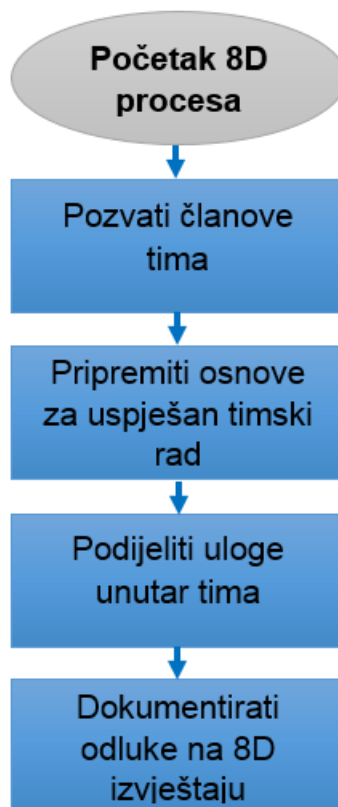 Početak 8D
procesa
Pozvati članove
tima
Pripremiti osnove
za uspješan timski
rad
Podijeliti uloge
unutar tima
Dokumentirati
odluke na 8D
izvještaju